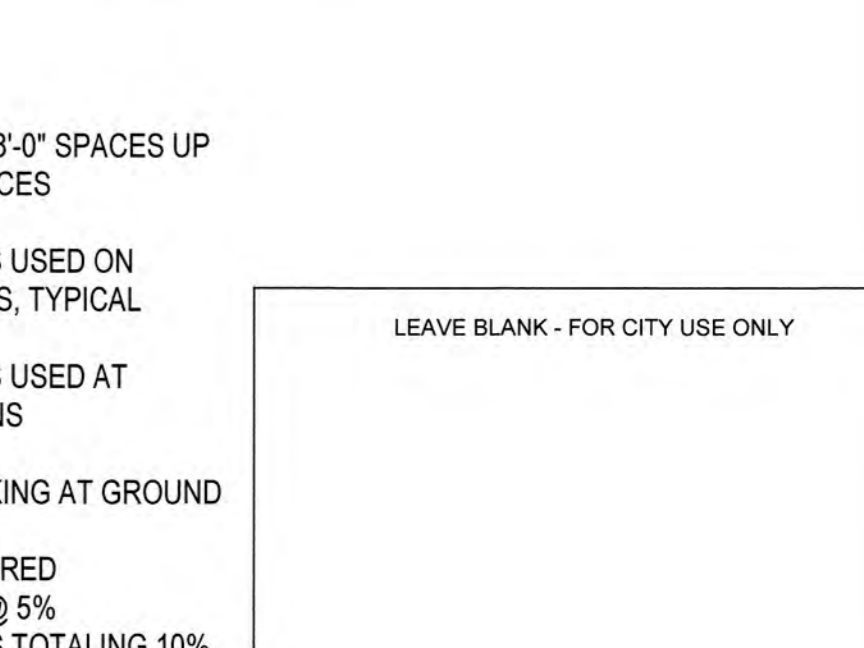 8'-0" SPACES UP
CES
S USED ON
S, TYPICAL
LEAVE BLANK - FOR CITY USE ONLY
S USED AT
NS
KING AT GROUND
RED
@ 5%
S TOTALING 10%